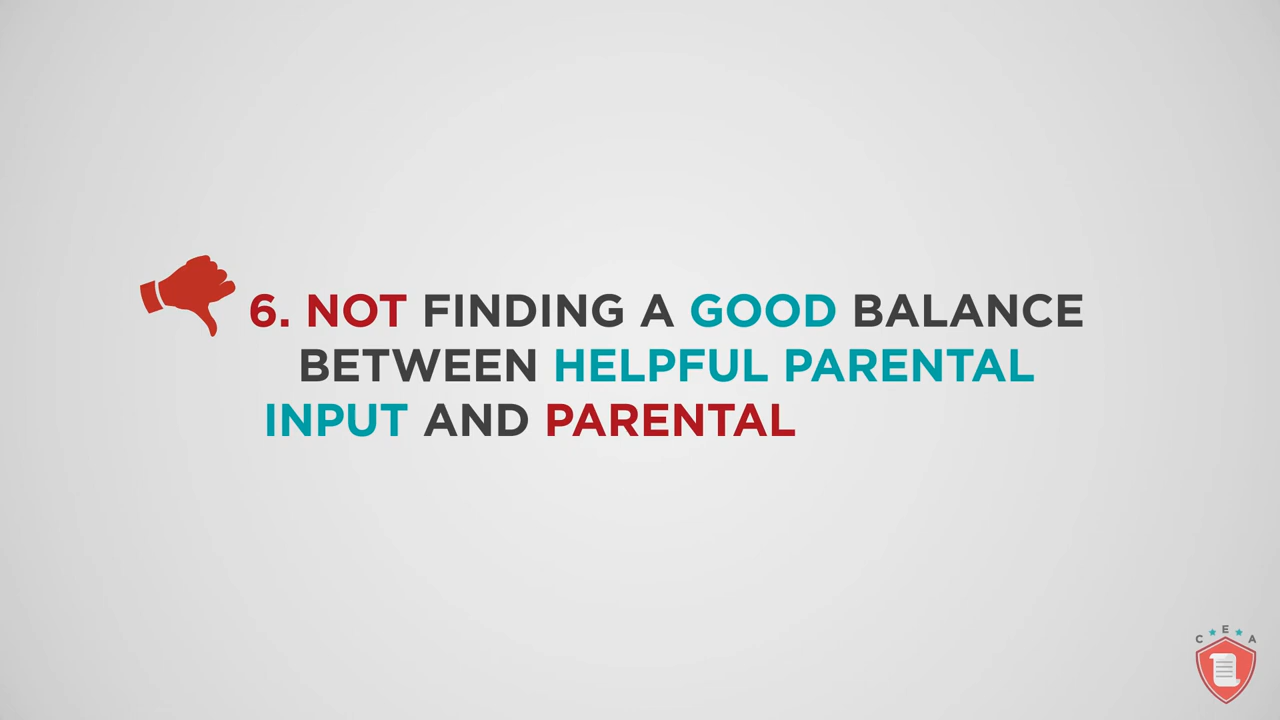 6. NOT FINDING A GOOD BALANCE
BETWEEN HELPFUL PARENTAL
INPUT AND PARENTAL
C E A